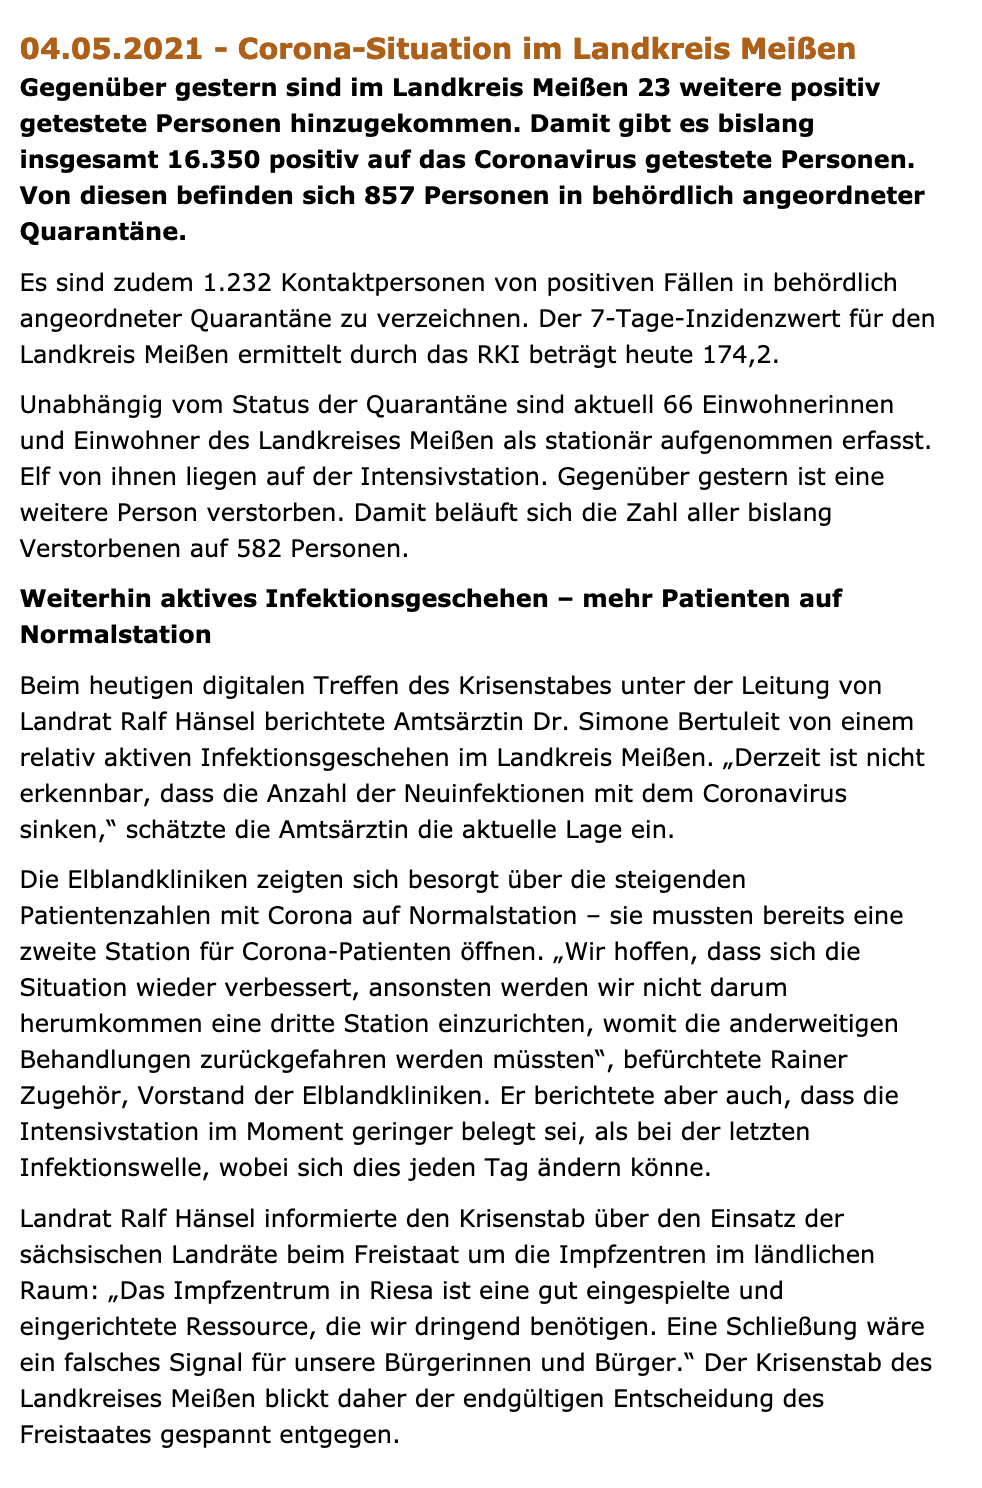 04.05.2021 - Corona-Situation im Landkreis Meißen
Gegenüber gestern sind im Landkreis Meißen 23 weitere positiv
getestete Personen hinzugekommen. Damit gibt es bislang
insgesamt 16.350 positiv auf das Coronavirus getestete Personen.
Von diesen befinden sich 857 Personen in behördlich angeordneter
Quarantäne.
Es sind zudem 1.232 Kontaktpersonen von positiven Fällen in behördlich
angeordneter Quarantäne zu verzeichnen. Der 7-Tage-Inzidenzwert für den
Landkreis Meißen ermittelt durch das RKI beträgt heute 174,2.
Unabhängig vom Status der Quarantäne sind aktuell 66 Einwohnerinnen
und Einwohner des Landkreises Meißen als stationär aufgenommen erfasst.
Elf von ihnen liegen auf der Intensivstation. Gegenüber gestern ist eine
weitere Person verstorben. Damit beläuft sich die Zahl aller bislang
Verstorbenen auf 582 Personen.
Weiterhin aktives Infektionsgeschehen – mehr Patienten auf
Normalstation
Beim heutigen digitalen Treffen des Krisenstabes unter der Leitung von
Landrat Ralf Hänsel berichtete Amtsärztin Dr. Simone Bertuleit von einem
relativ aktiven Infektionsgeschehen im Landkreis Meißen. „Derzeit ist nicht
erkennbar, dass die Anzahl der Neuinfektionen mit dem Coronavirus
sinken,“ schätzte die Amtsärztin die aktuelle Lage ein.
Die Elblandkliniken zeigten sich besorgt über die steigenden
Patientenzahlen mit Corona auf Normalstation – sie mussten bereits eine
zweite Station für Corona-Patienten öffnen. „Wir hoffen, dass sich die
Situation wieder verbessert, ansonsten werden wir nicht darum
herumkommen eine dritte Station einzurichten, womit die anderweitigen
Behandlungen zurückgefahren werden müssten“, befürchtete Rainer
Zugehör, Vorstand der Elblandkliniken. Er berichtete aber auch, dass die
Intensivstation im Moment geringer belegt sei, als bei der letzten
Infektionswelle, wobei sich dies jeden Tag ändern könne.
Landrat Ralf Hänsel informierte den Krisenstab über den Einsatz der
sächsischen Landräte beim Freistaat um die Impfzentren im ländlichen
Raum: „Das Impfzentrum in Riesa ist eine gut eingespielte und
eingerichtete Ressource, die wir dringend benötigen. Eine Schließung wäre
ein falsches Signal für unsere Bürgerinnen und Bürger.“ Der Krisenstab des
Landkreises Meißen blickt daher der endgültigen Entscheidung des
Freistaates gespannt entgegen.